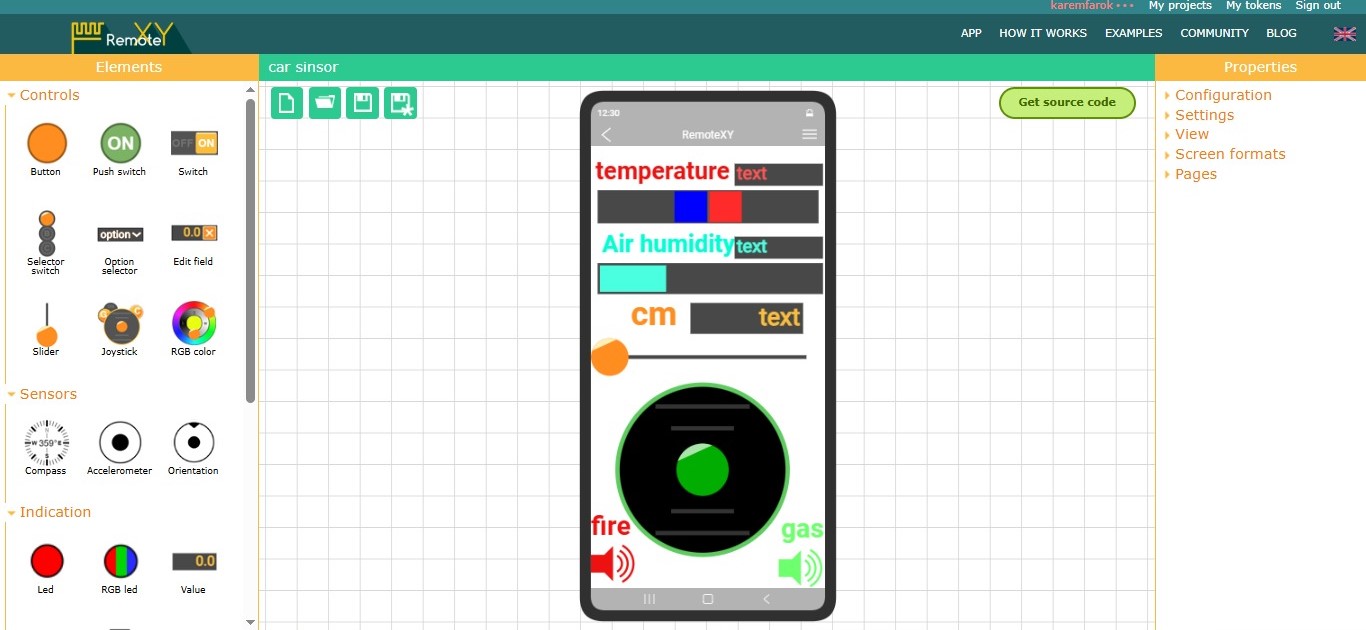 karemfarok ··· My projects My tokens Sign out
RemoteXY
APP HOW IT WORKS EXAMPLES COMMUNITY BLOG
Elements
car sinsor
Properties
Controls
Button Push switch Switch
ON
OFF ON
Selector switch
Option selector
Edit field
option
0.0
Slider Joystick RGB color
Sensors
W 359° E
N
S
Compass Accelerometer Orientation
Indication
0.0
Led RGB led Value
Get source code
12:30
RemoteXY
temperature text
Air humidity text
cm text
fire
gas
Configuration
Settings
View
Screen formats
Pages